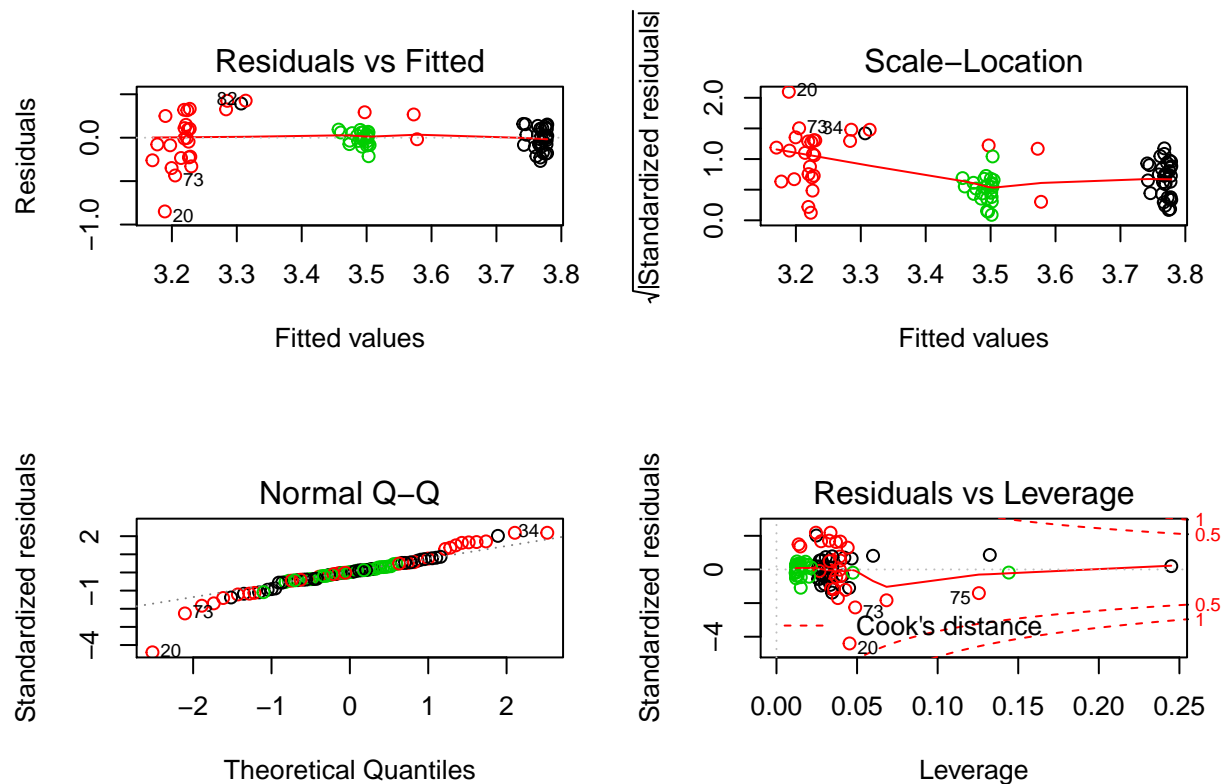 Residuals vs Fitted
Residuals
0.0
−1.0
82
73
20
3.2 3.3 3.4 3.5 3.6 3.7 3.8
Fitted values
Scale−Location
√|Standardized residuals|
2.0
1.0
0.0
20
73
34
3.2 3.3 3.4 3.5 3.6 3.7 3.8
Fitted values
Normal Q−Q
Standardized residuals
2
−1
−4
34
73
20
−2 −1 0 1 2
Theoretical Quantiles
Residuals vs Leverage
Standardized residuals
0
−4
1
0.5
0.5
1
73
75
Cook's distance
20
0.00 0.05 0.10 0.15 0.20 0.25
Leverage